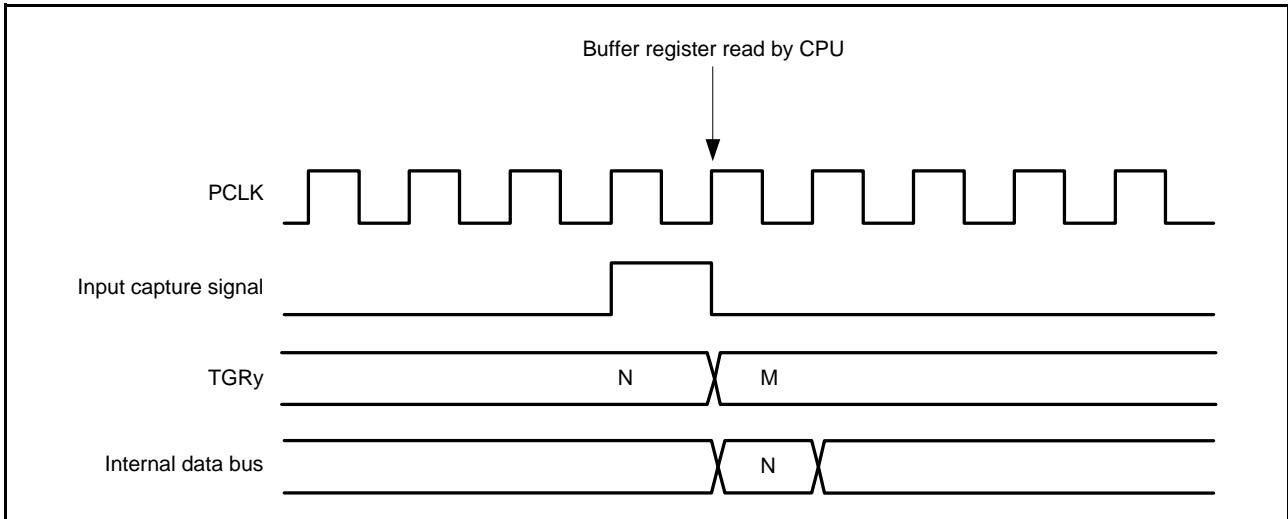 Buffer register read by CPU
PCLK
Input capture signal
TGRy
N
M
Internal data bus
N